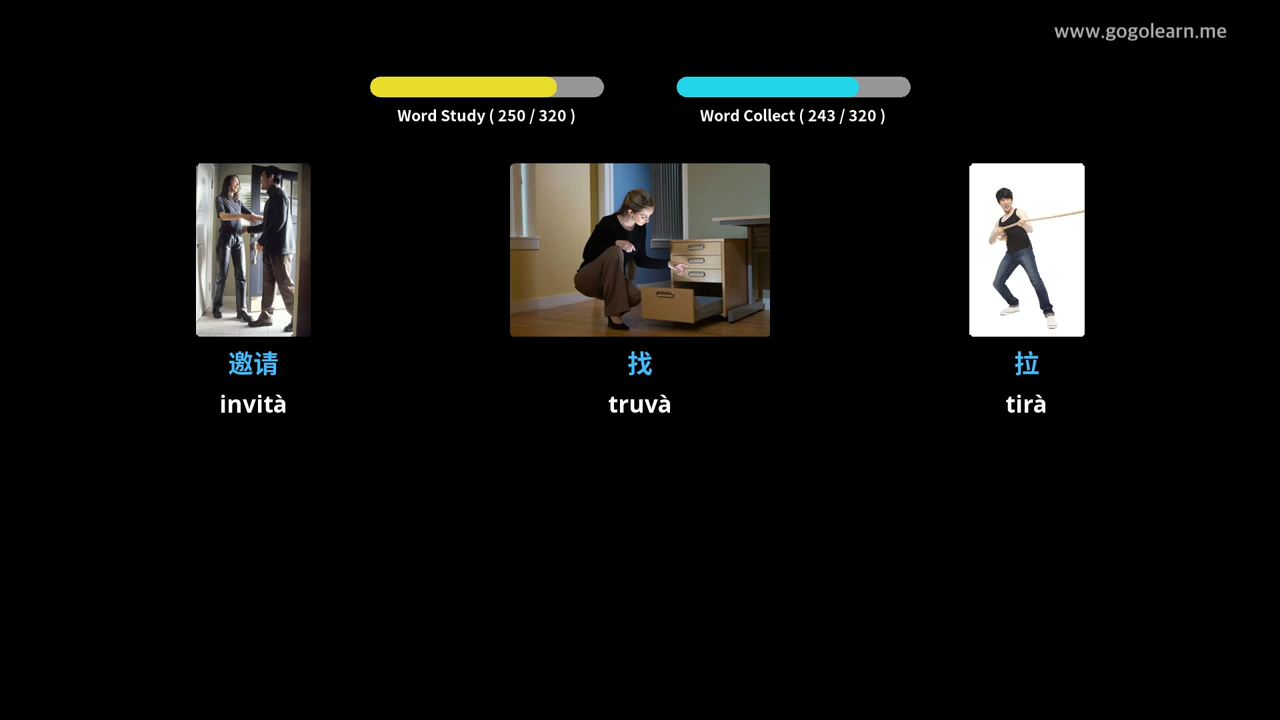 www.gogolearn.me
Word Study ( 250 / 320 )
Word Collect ( 243 / 320 )
邀请
找
拉
invità
truvà
tirà